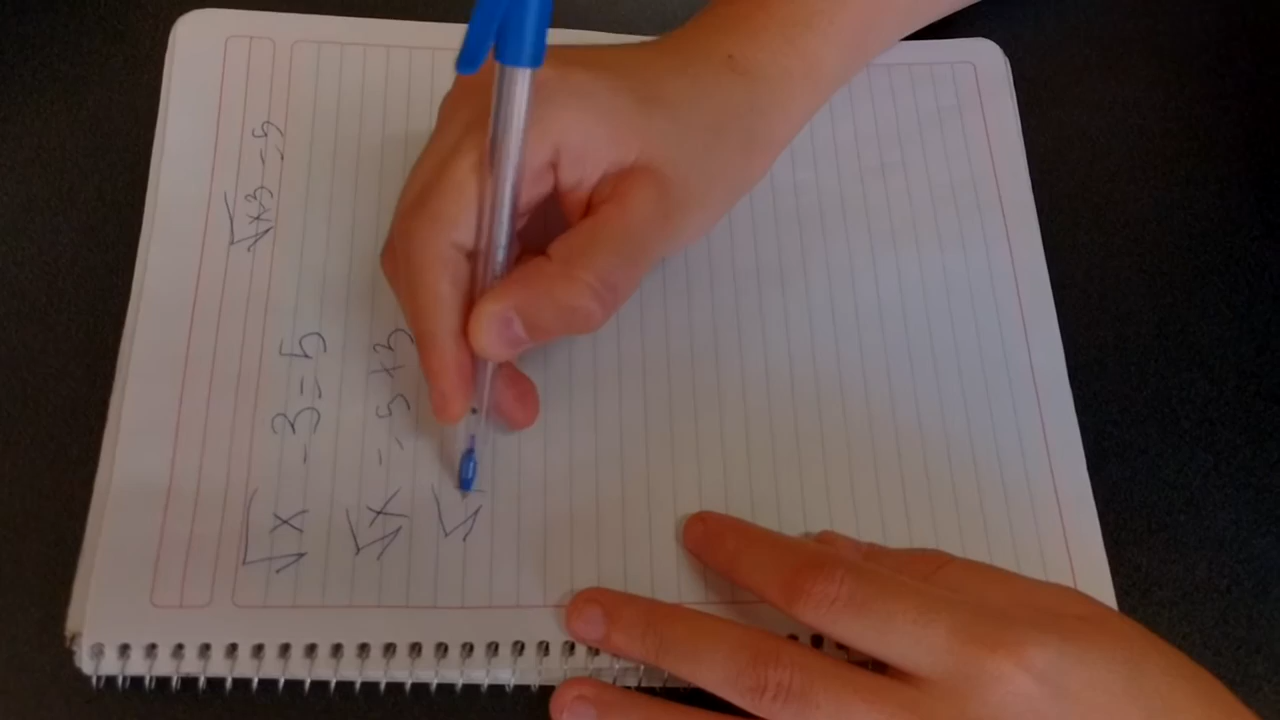 √x-3=5
√x -3=5
√x =5+3
√